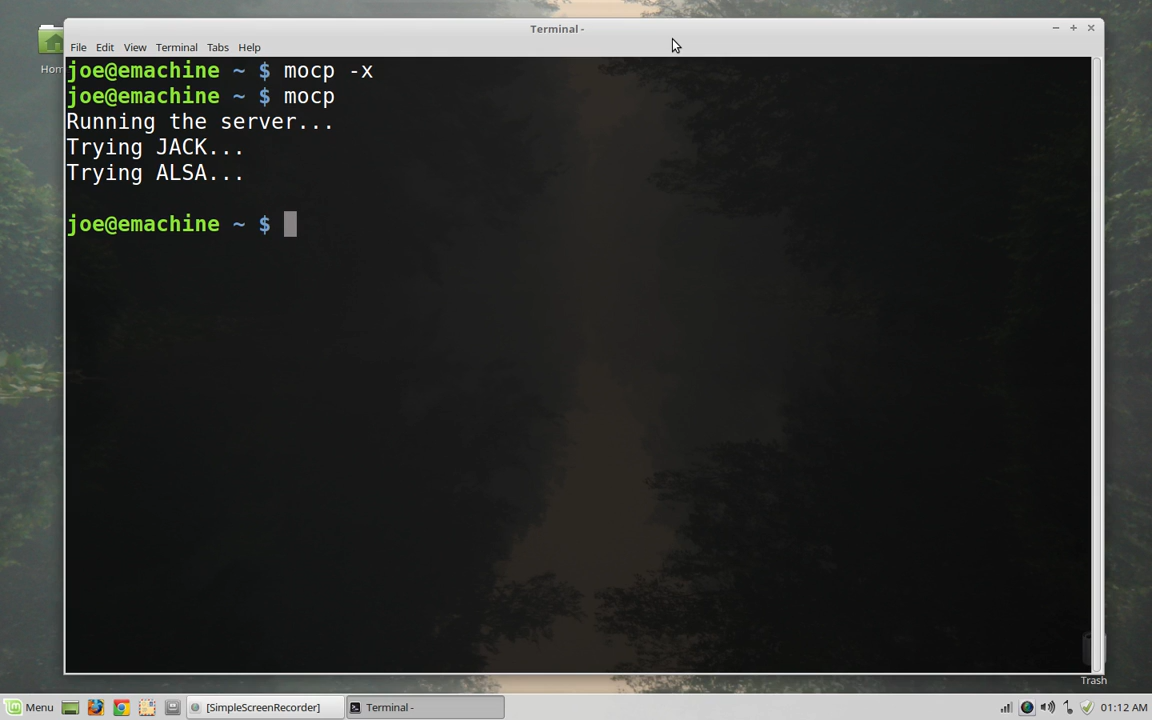 Terminal -
File Edit View Terminal Tabs Help
Hom
joe@emachine ~ $ mocp -x
joe@emachine ~ $ mocp
Running the server...
Trying JACK...
Trying ALSA...
joe@emachine ~ $
Trash
Menu [SimpleScreenRecorder] Terminal - 01:12 AM